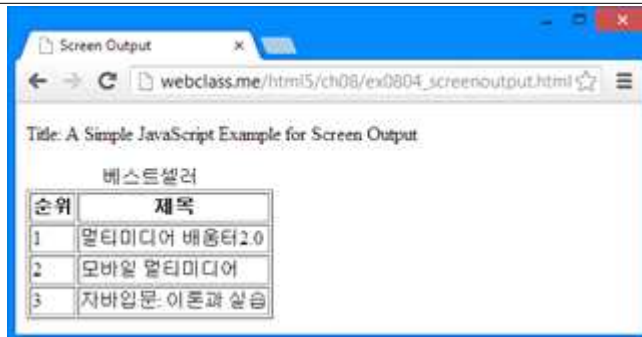 Screen Output
webclass.me/html5/ch08/ex0804_screenoutput.html
Title: A Simple JavaScript Example for Screen Output
베스트셀러
순위 제목
1 멀티미디어 배움터2.0
2 모바일 멀티미디어
3 자바입문: 이론과 실습